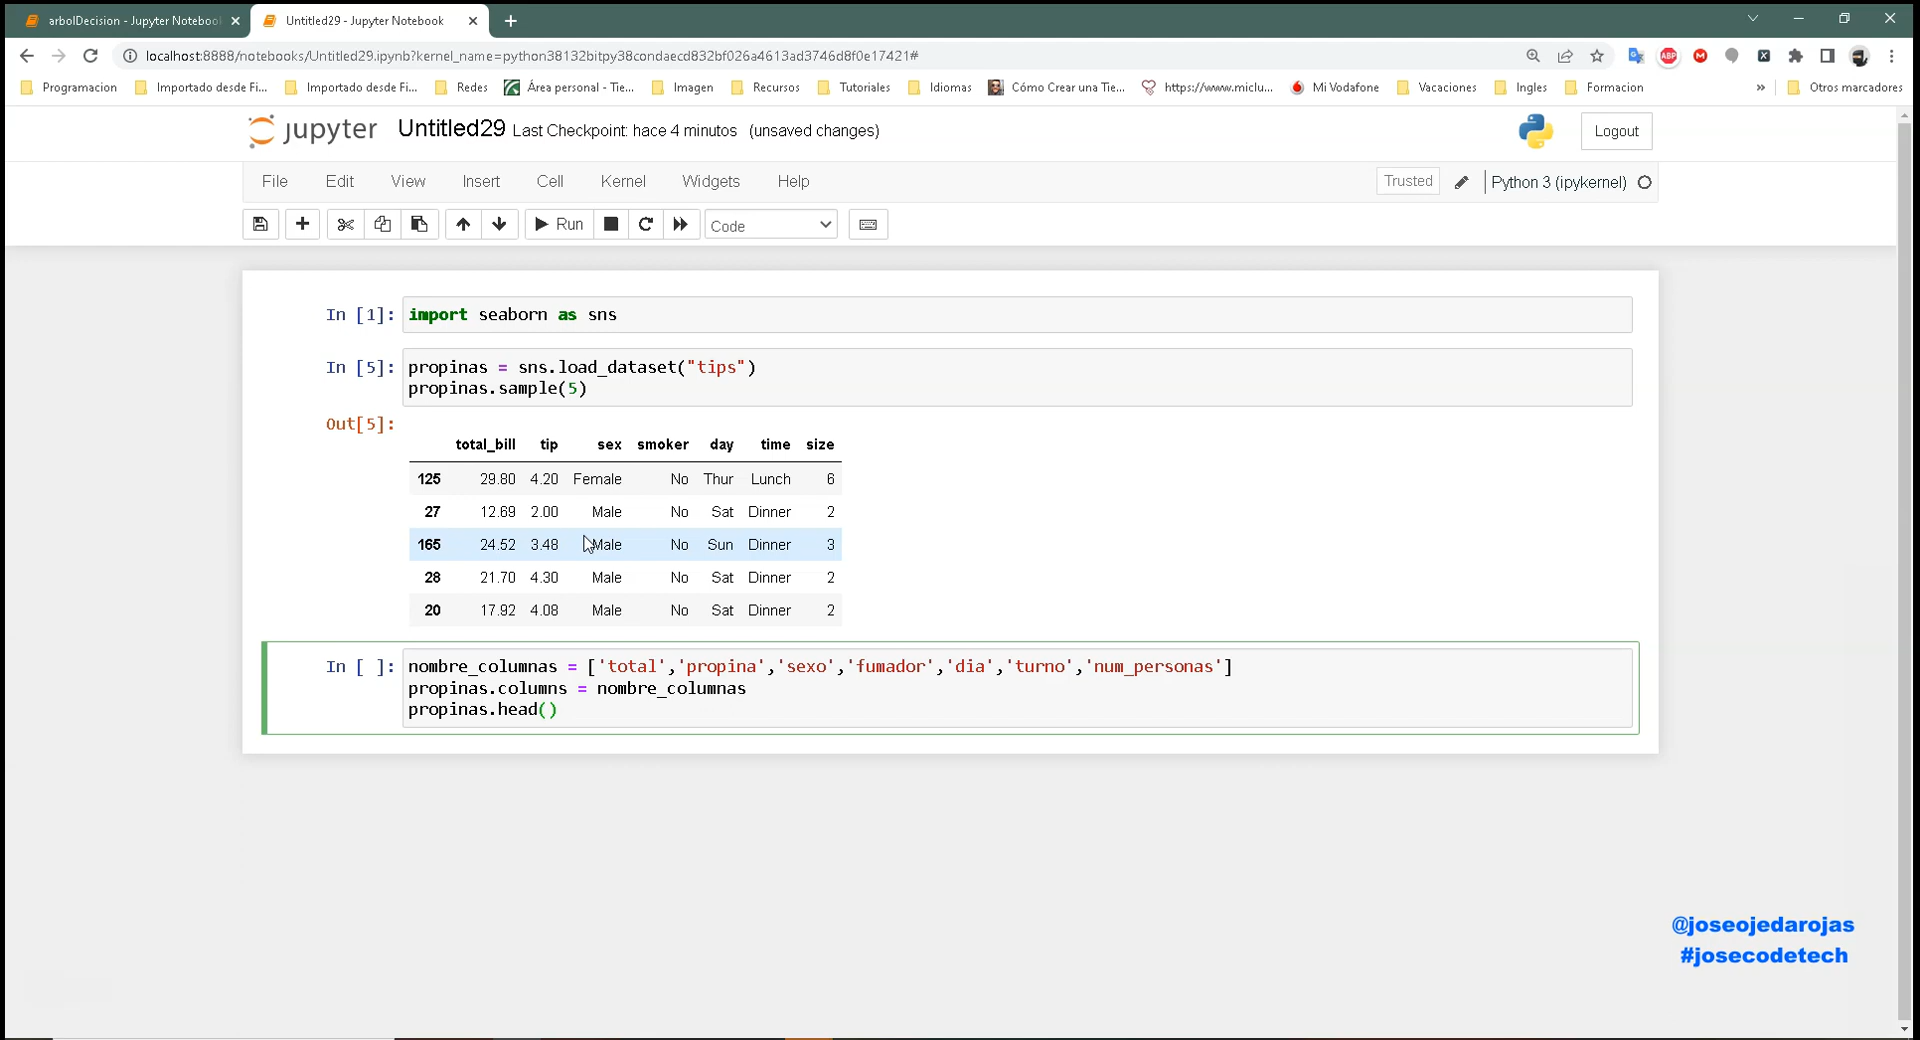 arbolDecision - Jupyter Notebook
Untitled29 - Jupyter Notebook
localhost:8888/notebooks/Untitled29.ipynb?kernel_name=python38132bitpy38condaecd832bf026a4613ad3746d8f0e17421#
ABP
M
X
Programacion
Importado desde Fi...
Importado desde Fi...
Redes
Área personal - Tie...
Imagen
Recursos
Tutoriales
Idiomas
Cómo Crear una Tie...
https://www.miclu...
Mi Vodafone
Vacaciones
Ingles
Formacion
»
Otros marcadores
jupyter Untitled29 Last Checkpoint: hace 4 minutos (unsaved changes)
Logout
File Edit View Insert Cell Kernel Widgets Help
Trusted
Python 3 (ipykernel)
Run
Code
In [1]: import seaborn as sns
In [5]: propinas = sns.load_dataset("tips")
propinas.sample(5)
Out[5]:
total_bill tip sex smoker day time size
125 29.80 4.20 Female No Thur Lunch 6
27 12.69 2.00 Male No Sat Dinner 2
165 24.52 3.48 Male No Sun Dinner 3
28 21.70 4.30 Male No Sat Dinner 2
20 17.92 4.08 Male No Sat Dinner 2
In [ ]: nombre_columnas = ['total','propina','sexo','fumador','dia','turno','num_personas']
propinas.columns = nombre_columnas
propinas.head()
@joseojedarojas
#josecodetech